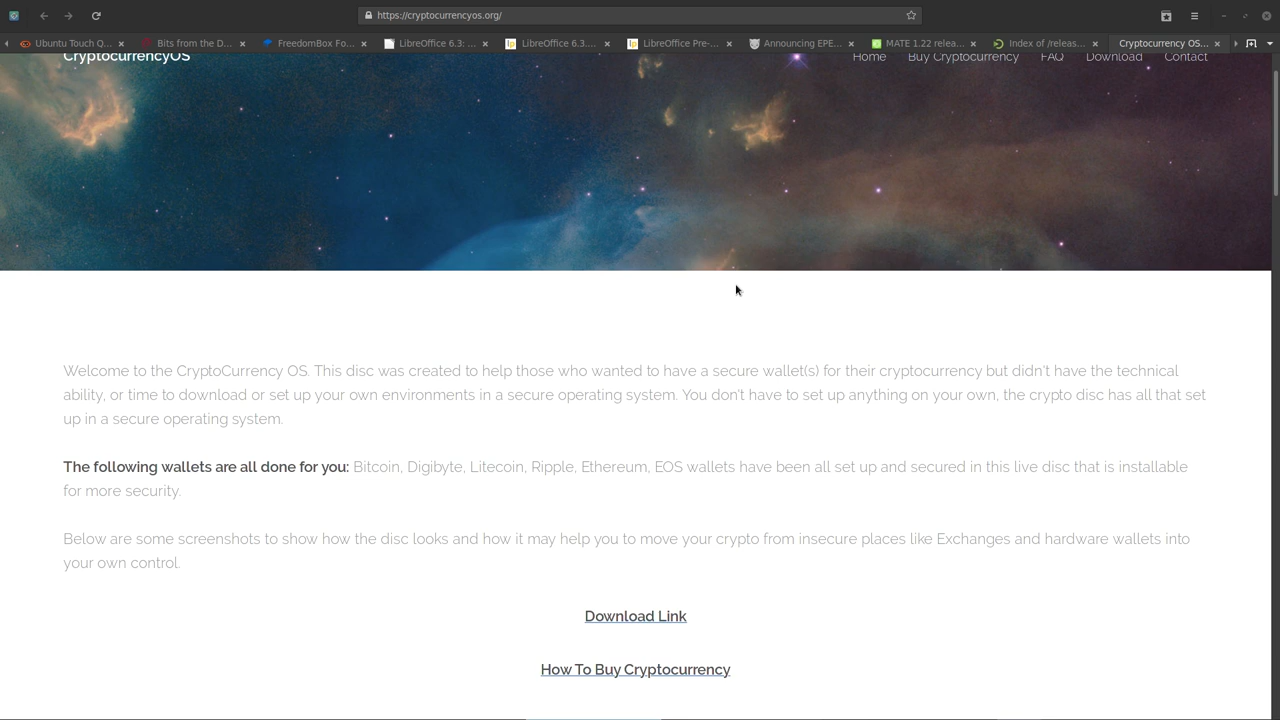 https://cryptocurrencyos.org/
Ubuntu Touch Q...
Bits from the D...
FreedomBox Fo...
LibreOffice 6.3: ...
LibreOffice 6.3....
LibreOffice Pre-...
Announcing EPE...
MATE 1.22 relea...
Index of /releas...
Cryptocurrency OS...
CryptocurrencyOS
Home
Buy Cryptocurrency
FAQ
Download
Contact
Welcome to the CryptoCurrency OS. This disc was created to help those who wanted to have a secure wallet(s) for their cryptocurrency but didn't have the technical
ability, or time to download or set up your own environments in a secure operating system. You don't have to set up anything on your own, the crypto disc has all that set
up in a secure operating system.
The following wallets are all done for you: Bitcoin, Digibyte, Litecoin, Ripple, Ethereum, EOS wallets have been all set up and secured in this live disc that is installable
for more security.
Below are some screenshots to show how the disc looks and how it may help you to move your crypto from insecure places like Exchanges and hardware wallets into
your own control.
Download Link
How To Buy Cryptocurrency